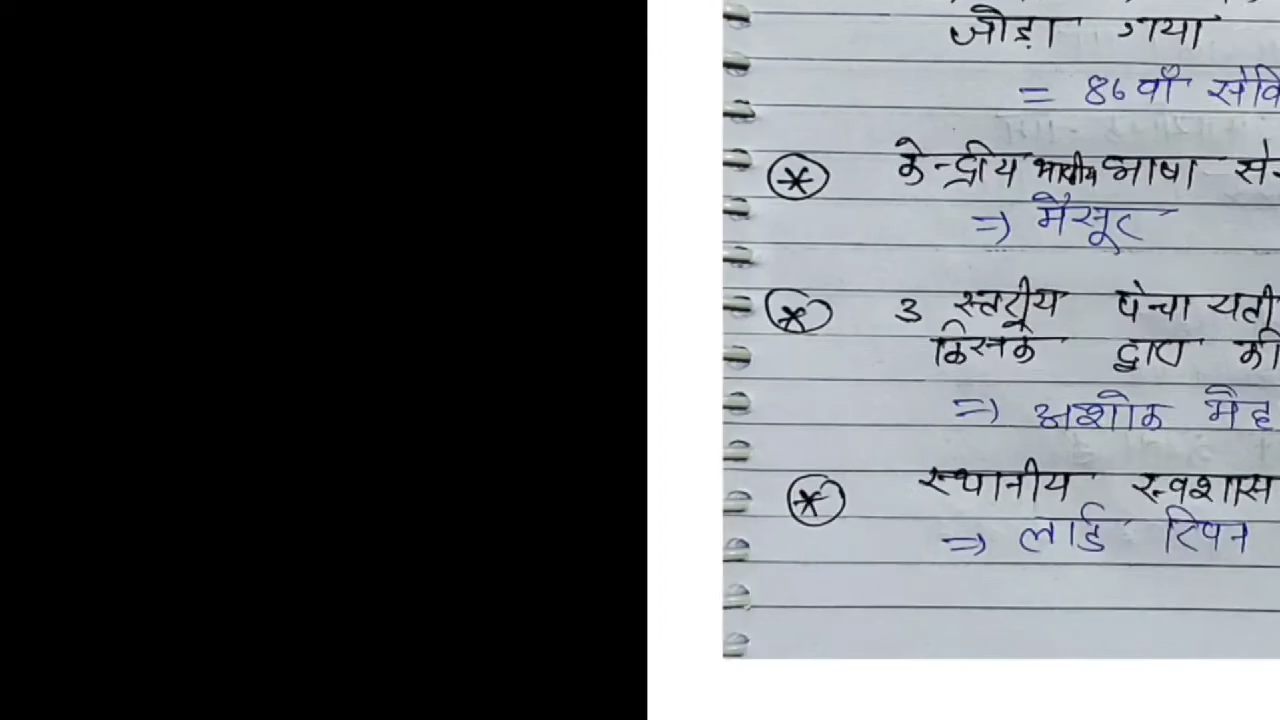 जोड़ा गया
= 86वाँ
केन्द्रीय भारतीय भाषा
=> मैसूर
3 स्तरीय पंचायती
किसके द्वारा की
=> अशोक मेह
स्थानीय स्वशास
=> लार्ड रिपन